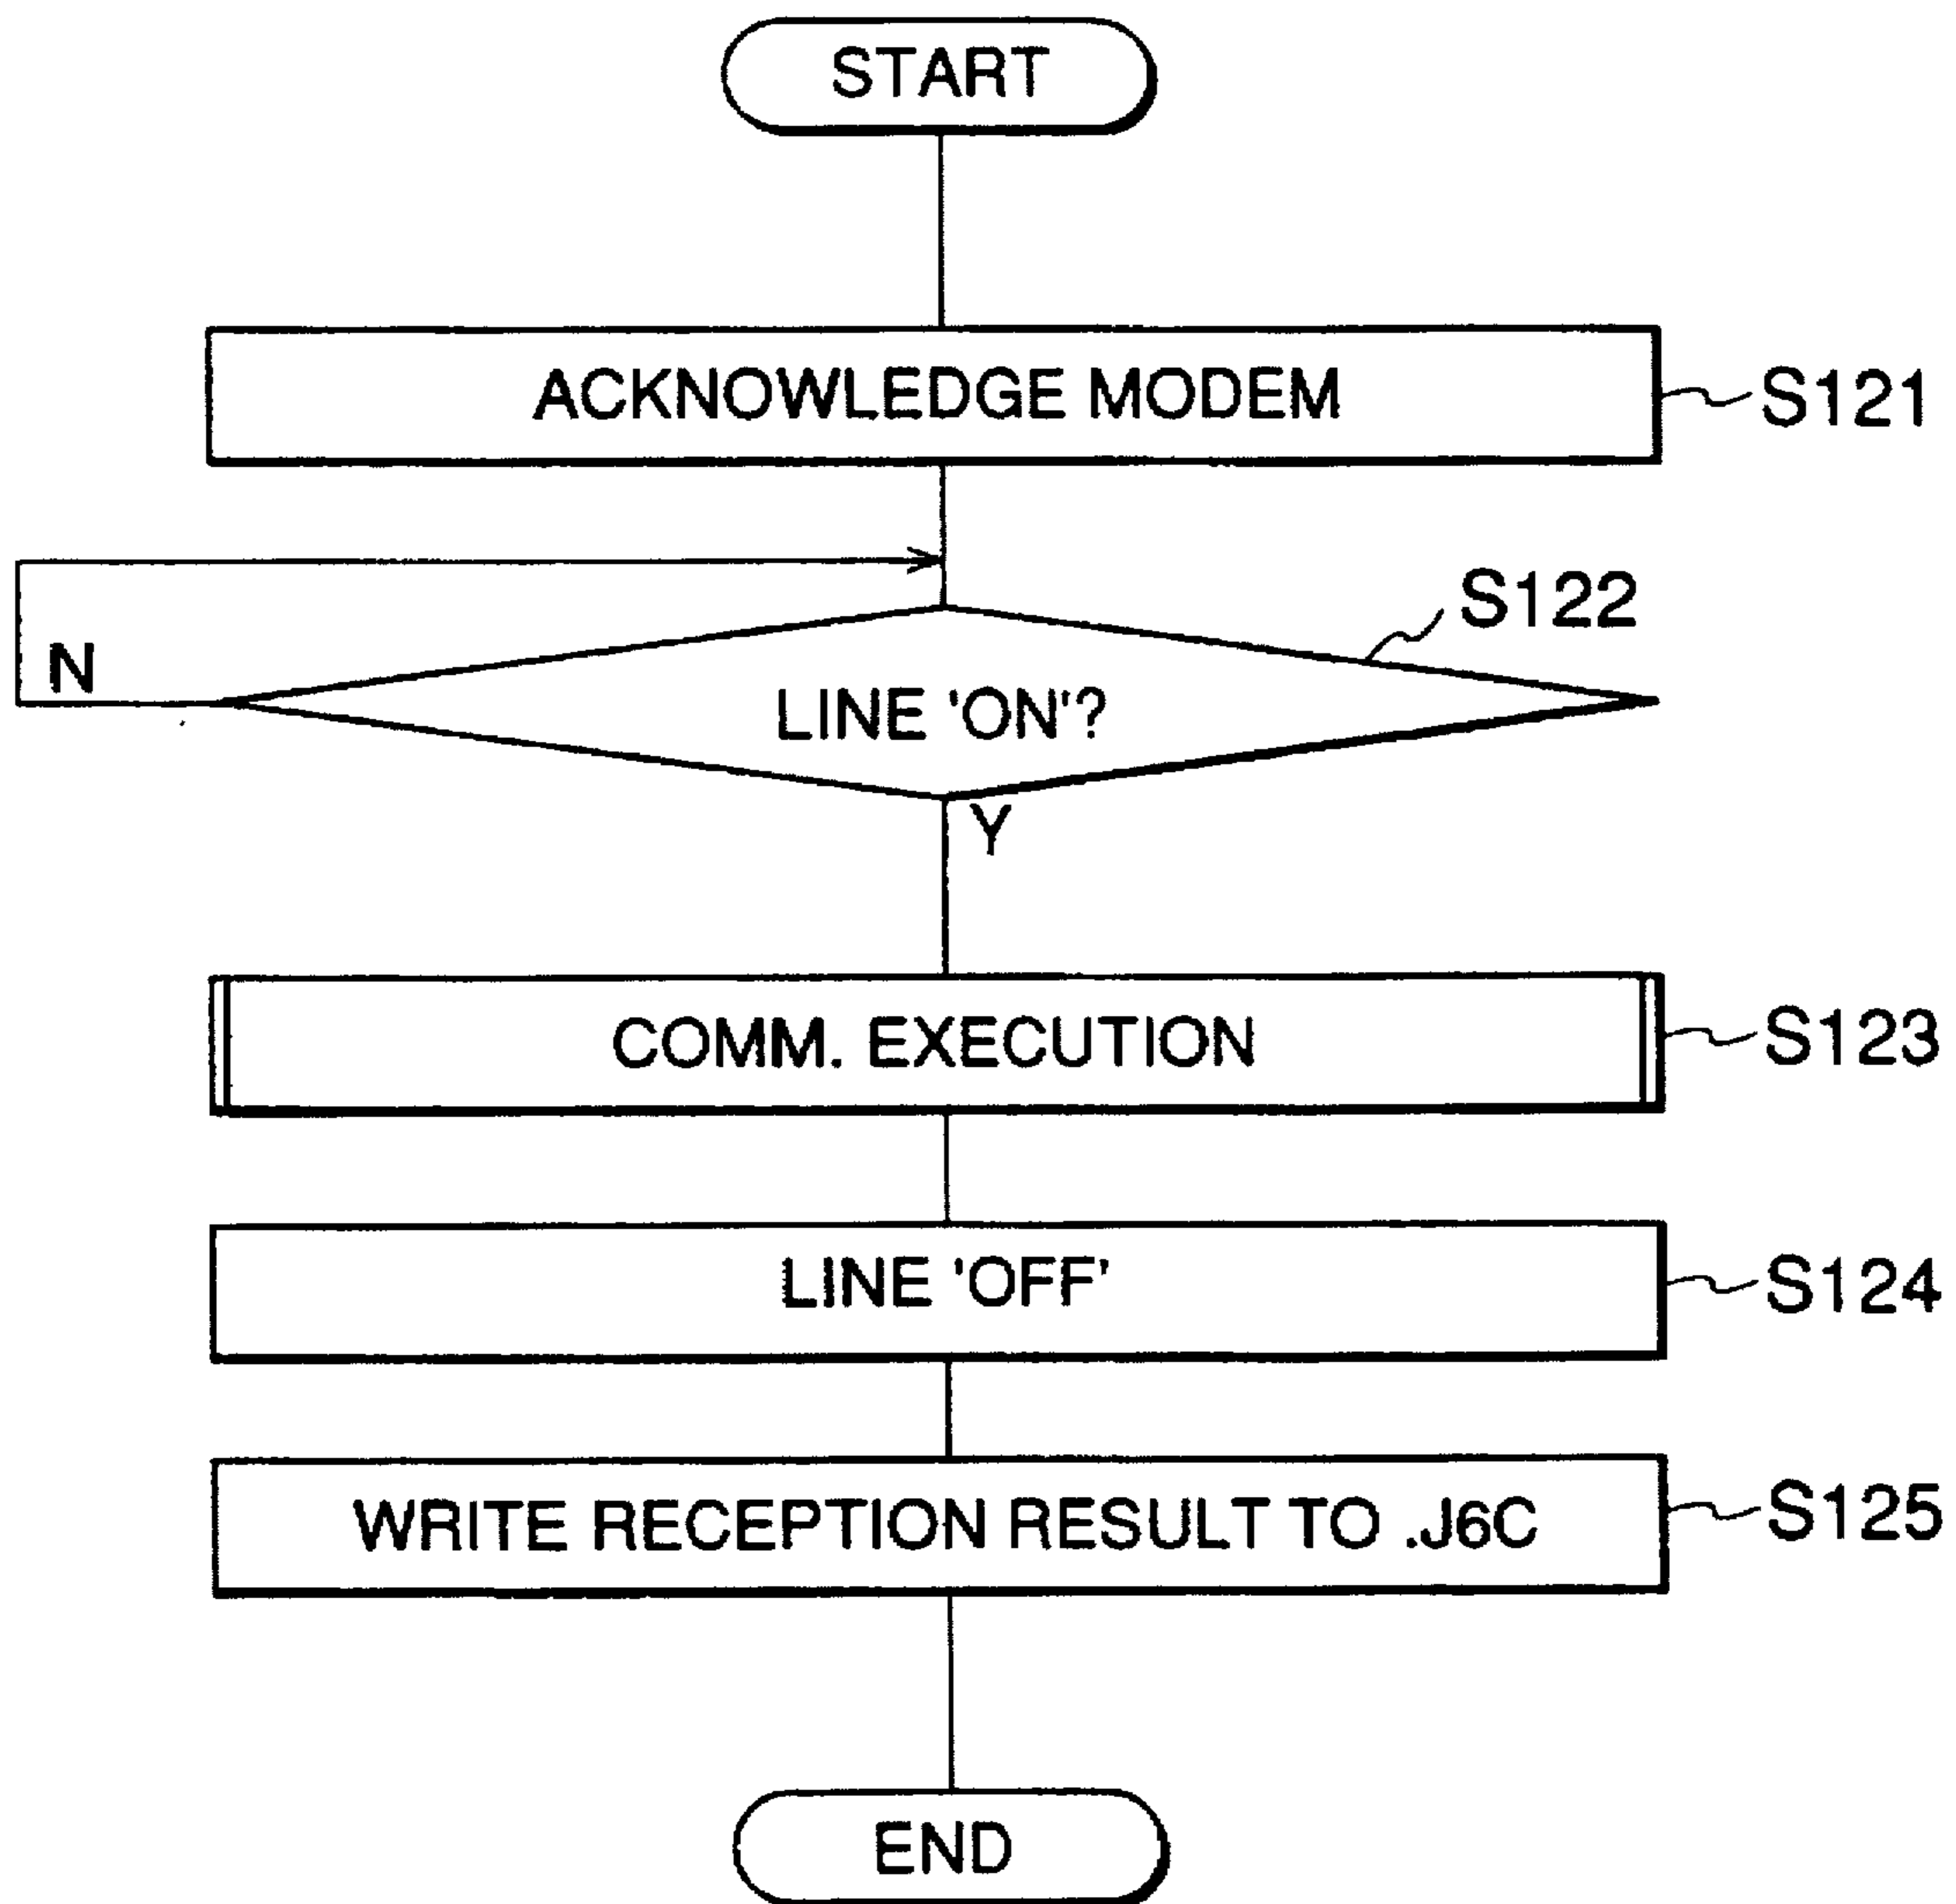 START
ACKNOWLEDGE MODEM
S121
S122
N
LINE 'ON'?
Y
COMM. EXECUTION
S123
LINE 'OFF'
S124
WRITE RECEPTION RESULT TO .J6C
S125
END